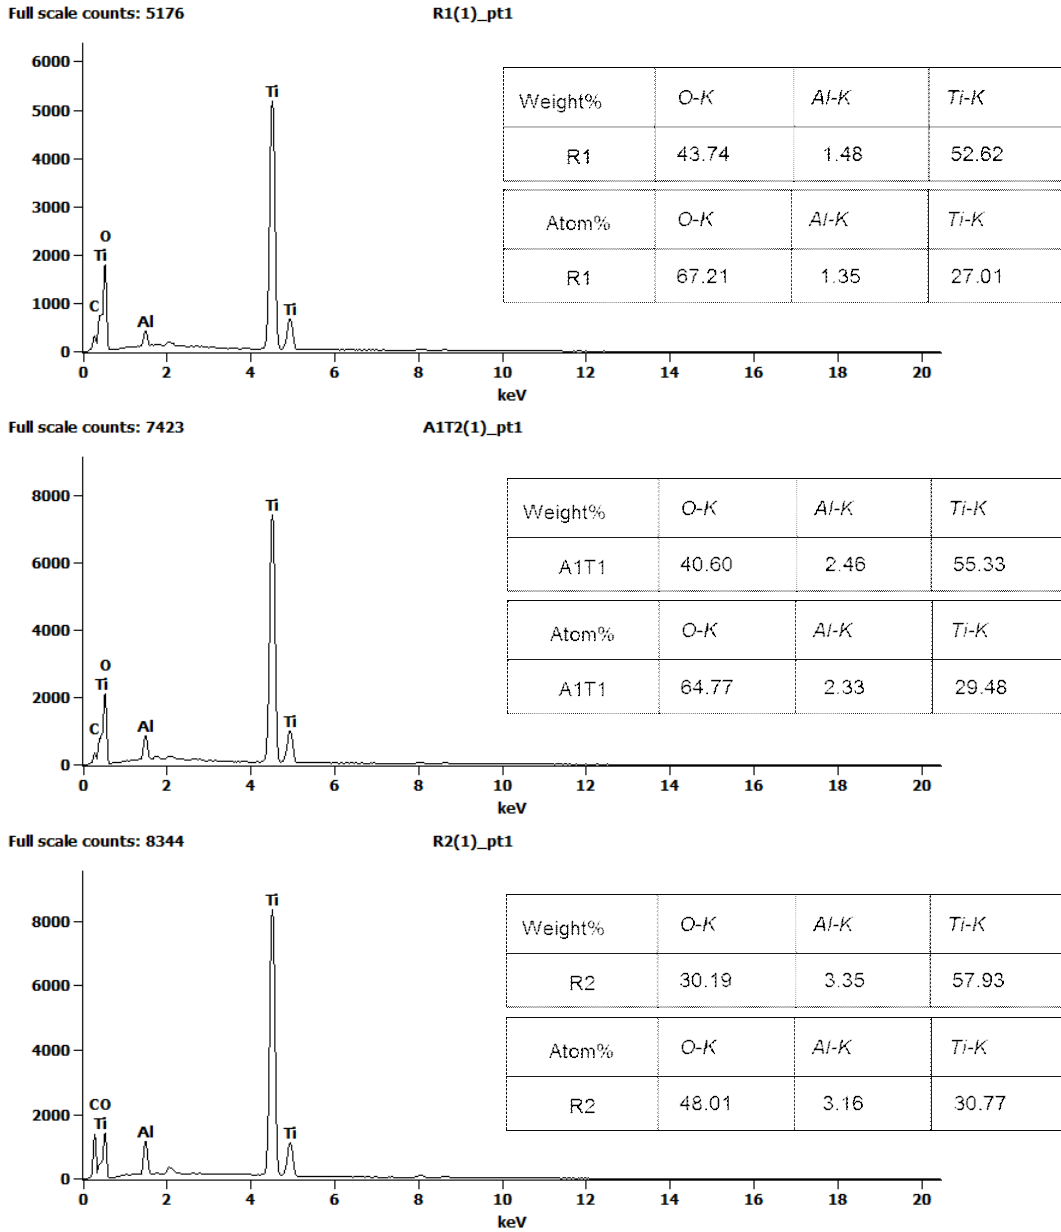 Full scale counts: 5176 R1(1)_pt1
6000
5000
4000
3000
2000
1000
0
Ti
O
Ti
C
Al
Ti
0 2 4 6 8 10 12 14 16 18 20
keV
Weight% O-K Al-K Ti-K
R1 43.74 1.48 52.62
Atom% O-K Al-K Ti-K
R1 67.21 1.35 27.01
Full scale counts: 7423 A1T2(1)_pt1
8000
6000
4000
2000
0
Ti
O
Ti
C
Al
Ti
0 2 4 6 8 10 12 14 16 18 20
keV
Weight% O-K Al-K Ti-K
A1T1 40.60 2.46 55.33
Atom% O-K Al-K Ti-K
A1T1 64.77 2.33 29.48
Full scale counts: 8344 R2(1)_pt1
8000
6000
4000
2000
0
Ti
C O
Ti
Al
Ti
0 2 4 6 8 10 12 14 16 18 20
keV
Weight% O-K Al-K Ti-K
R2 30.19 3.35 57.93
Atom% O-K Al-K Ti-K
R2 48.01 3.16 30.77